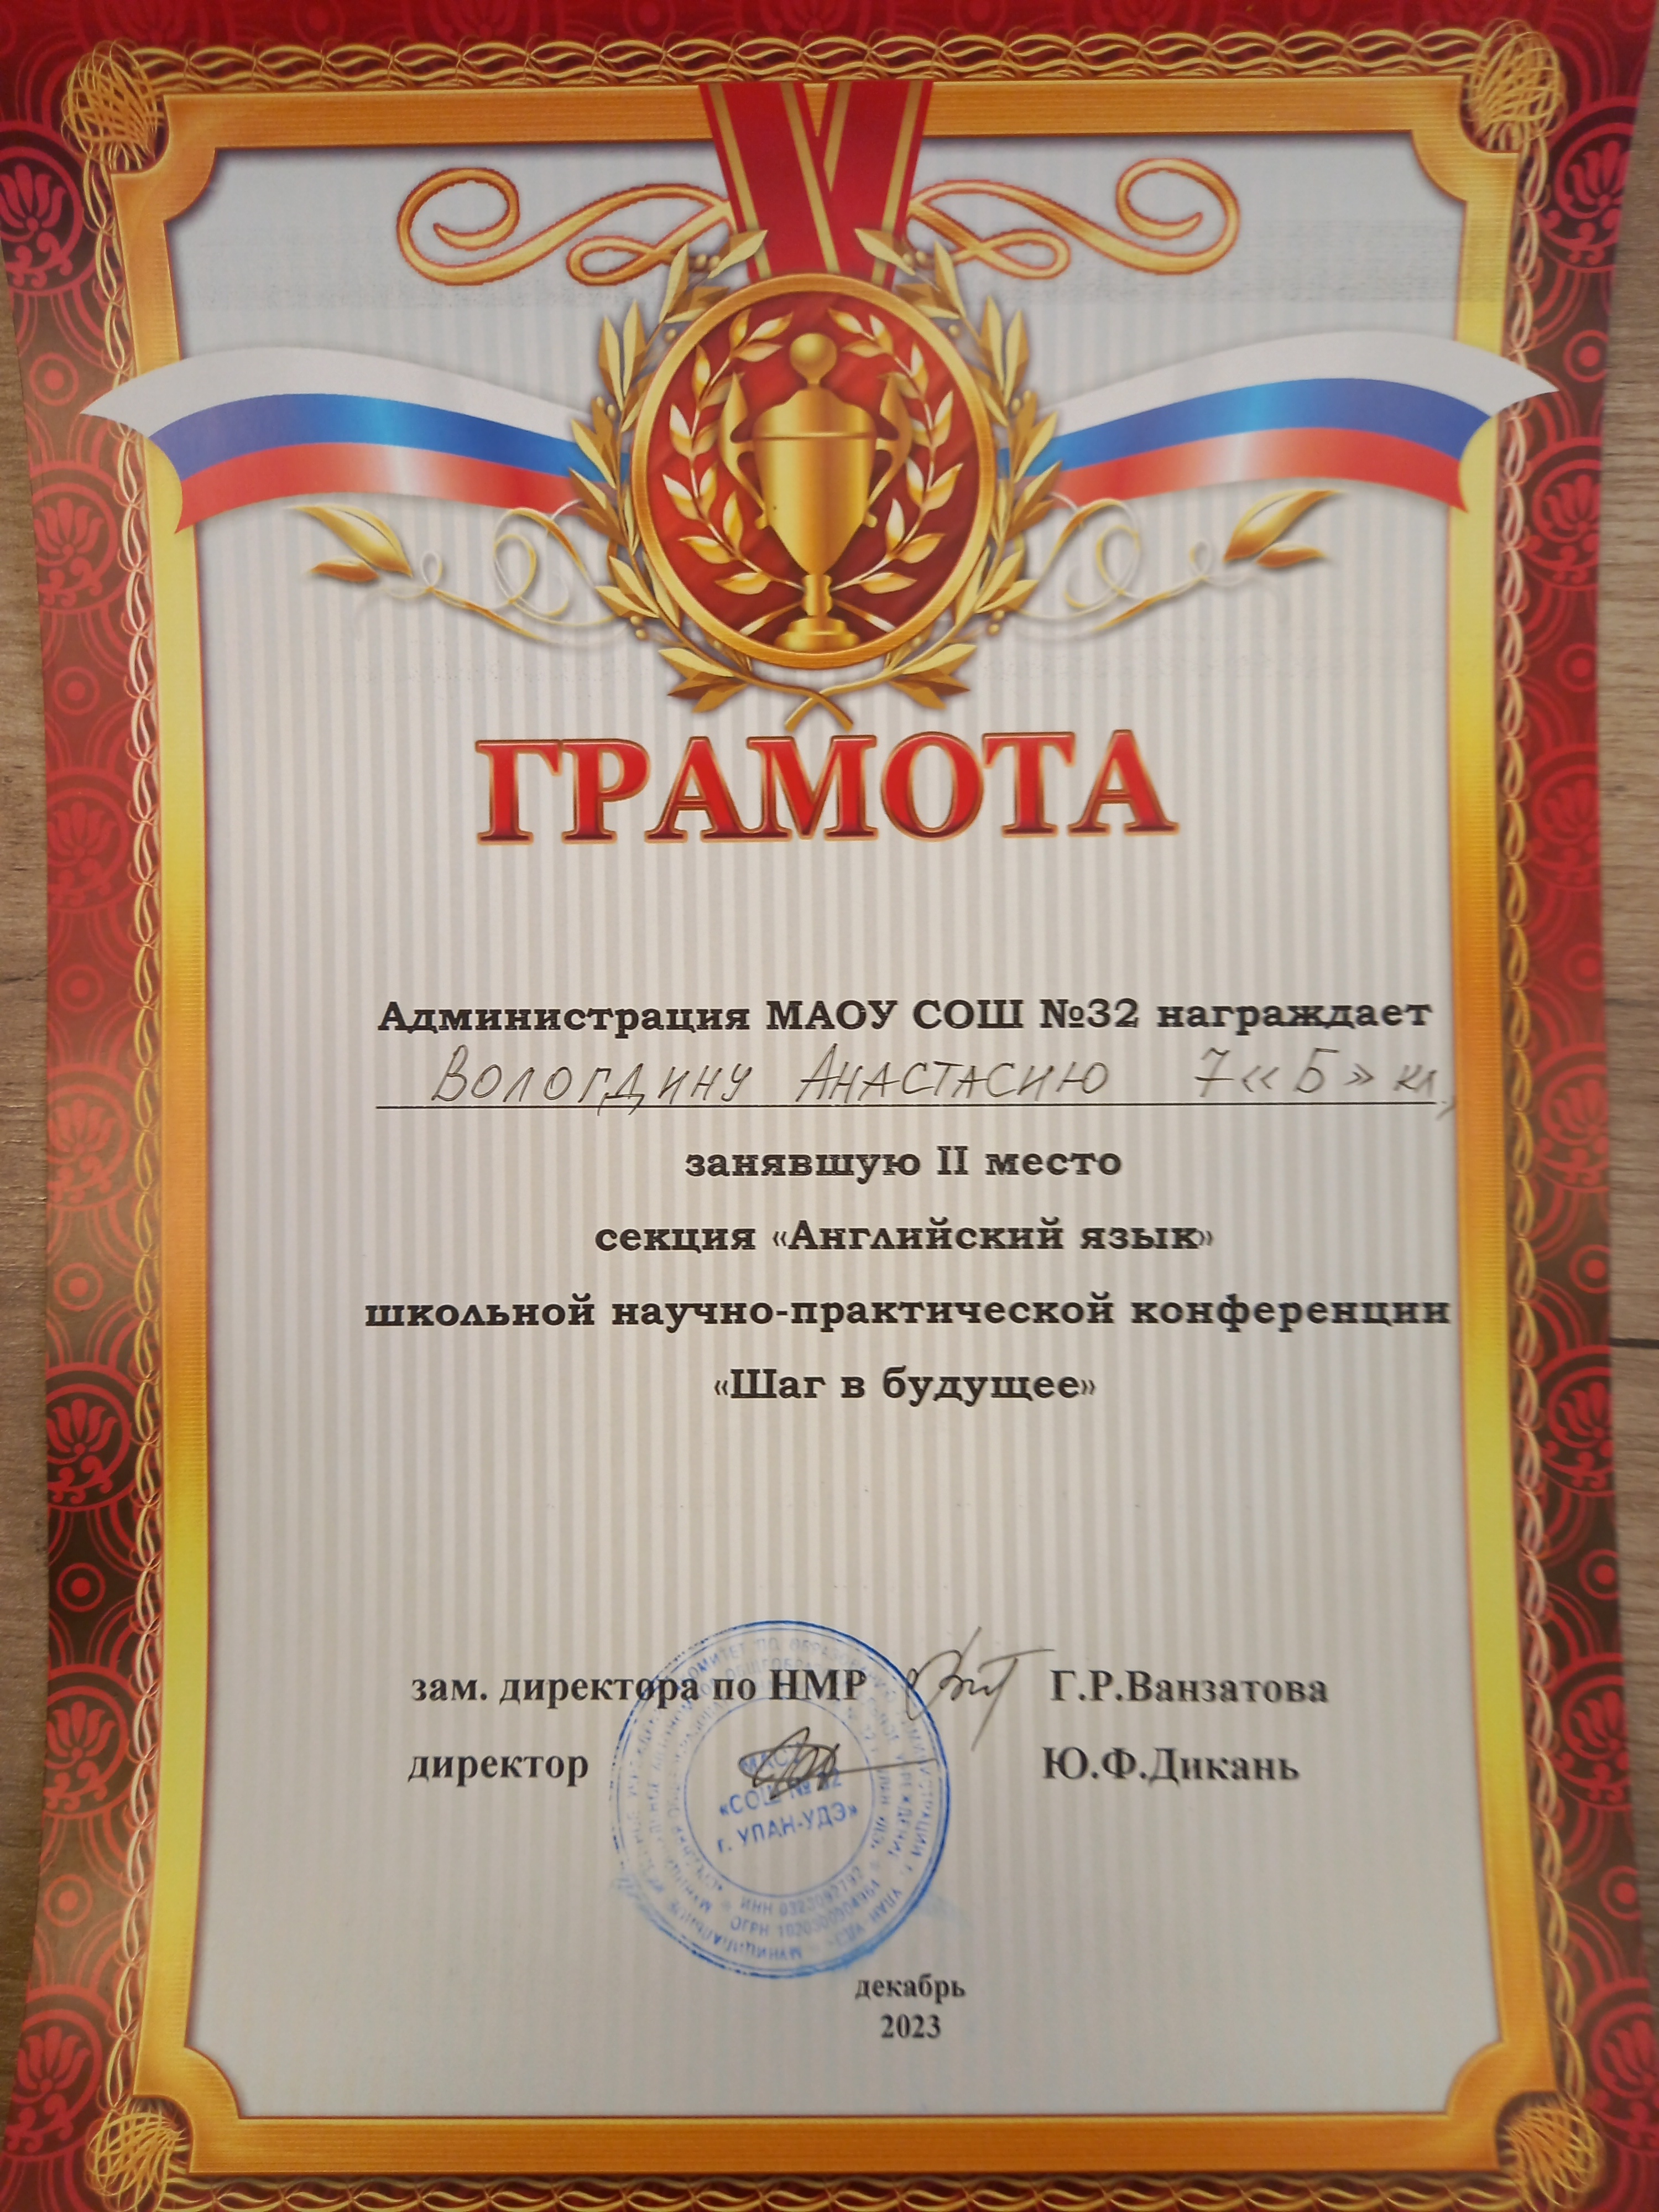 ГРАМОТА
Администрация МАОУ СОШ №32 награждает
Вологдину Анастасию 7 «Б» кл,
занявшую II место
секция «Английский язык»
школьной научно-практической конференции
«Шаг в будущее»
зам. директора по НМР Г.Р.Ванзатова
директор Ю.Ф.Дикань
«СОШ № 32
г. УЛАН-УДЭ»
декабрь
2023